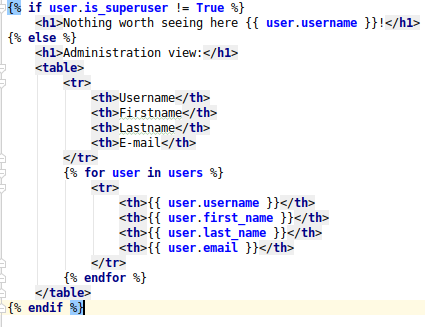 {% if user.is_superuser != True %}
    <h1>Nothing worth seeing here {{ user.username }}!</h1>
{% else %}
    <h1>Administration view:</h1>
    <table>
        <tr>
            <th>Username</th>
            <th>Firstname</th>
            <th>Lastname</th>
            <th>E-mail</th>
        </tr>
        {% for user in users %}
            <tr>
                <th>{{ user.username }}</th>
                <th>{{ user.first_name }}</th>
                <th>{{ user.last_name }}</th>
                <th>{{ user.email }}</th>
            </tr>
        {% endfor %}
    </table>
{% endif %}